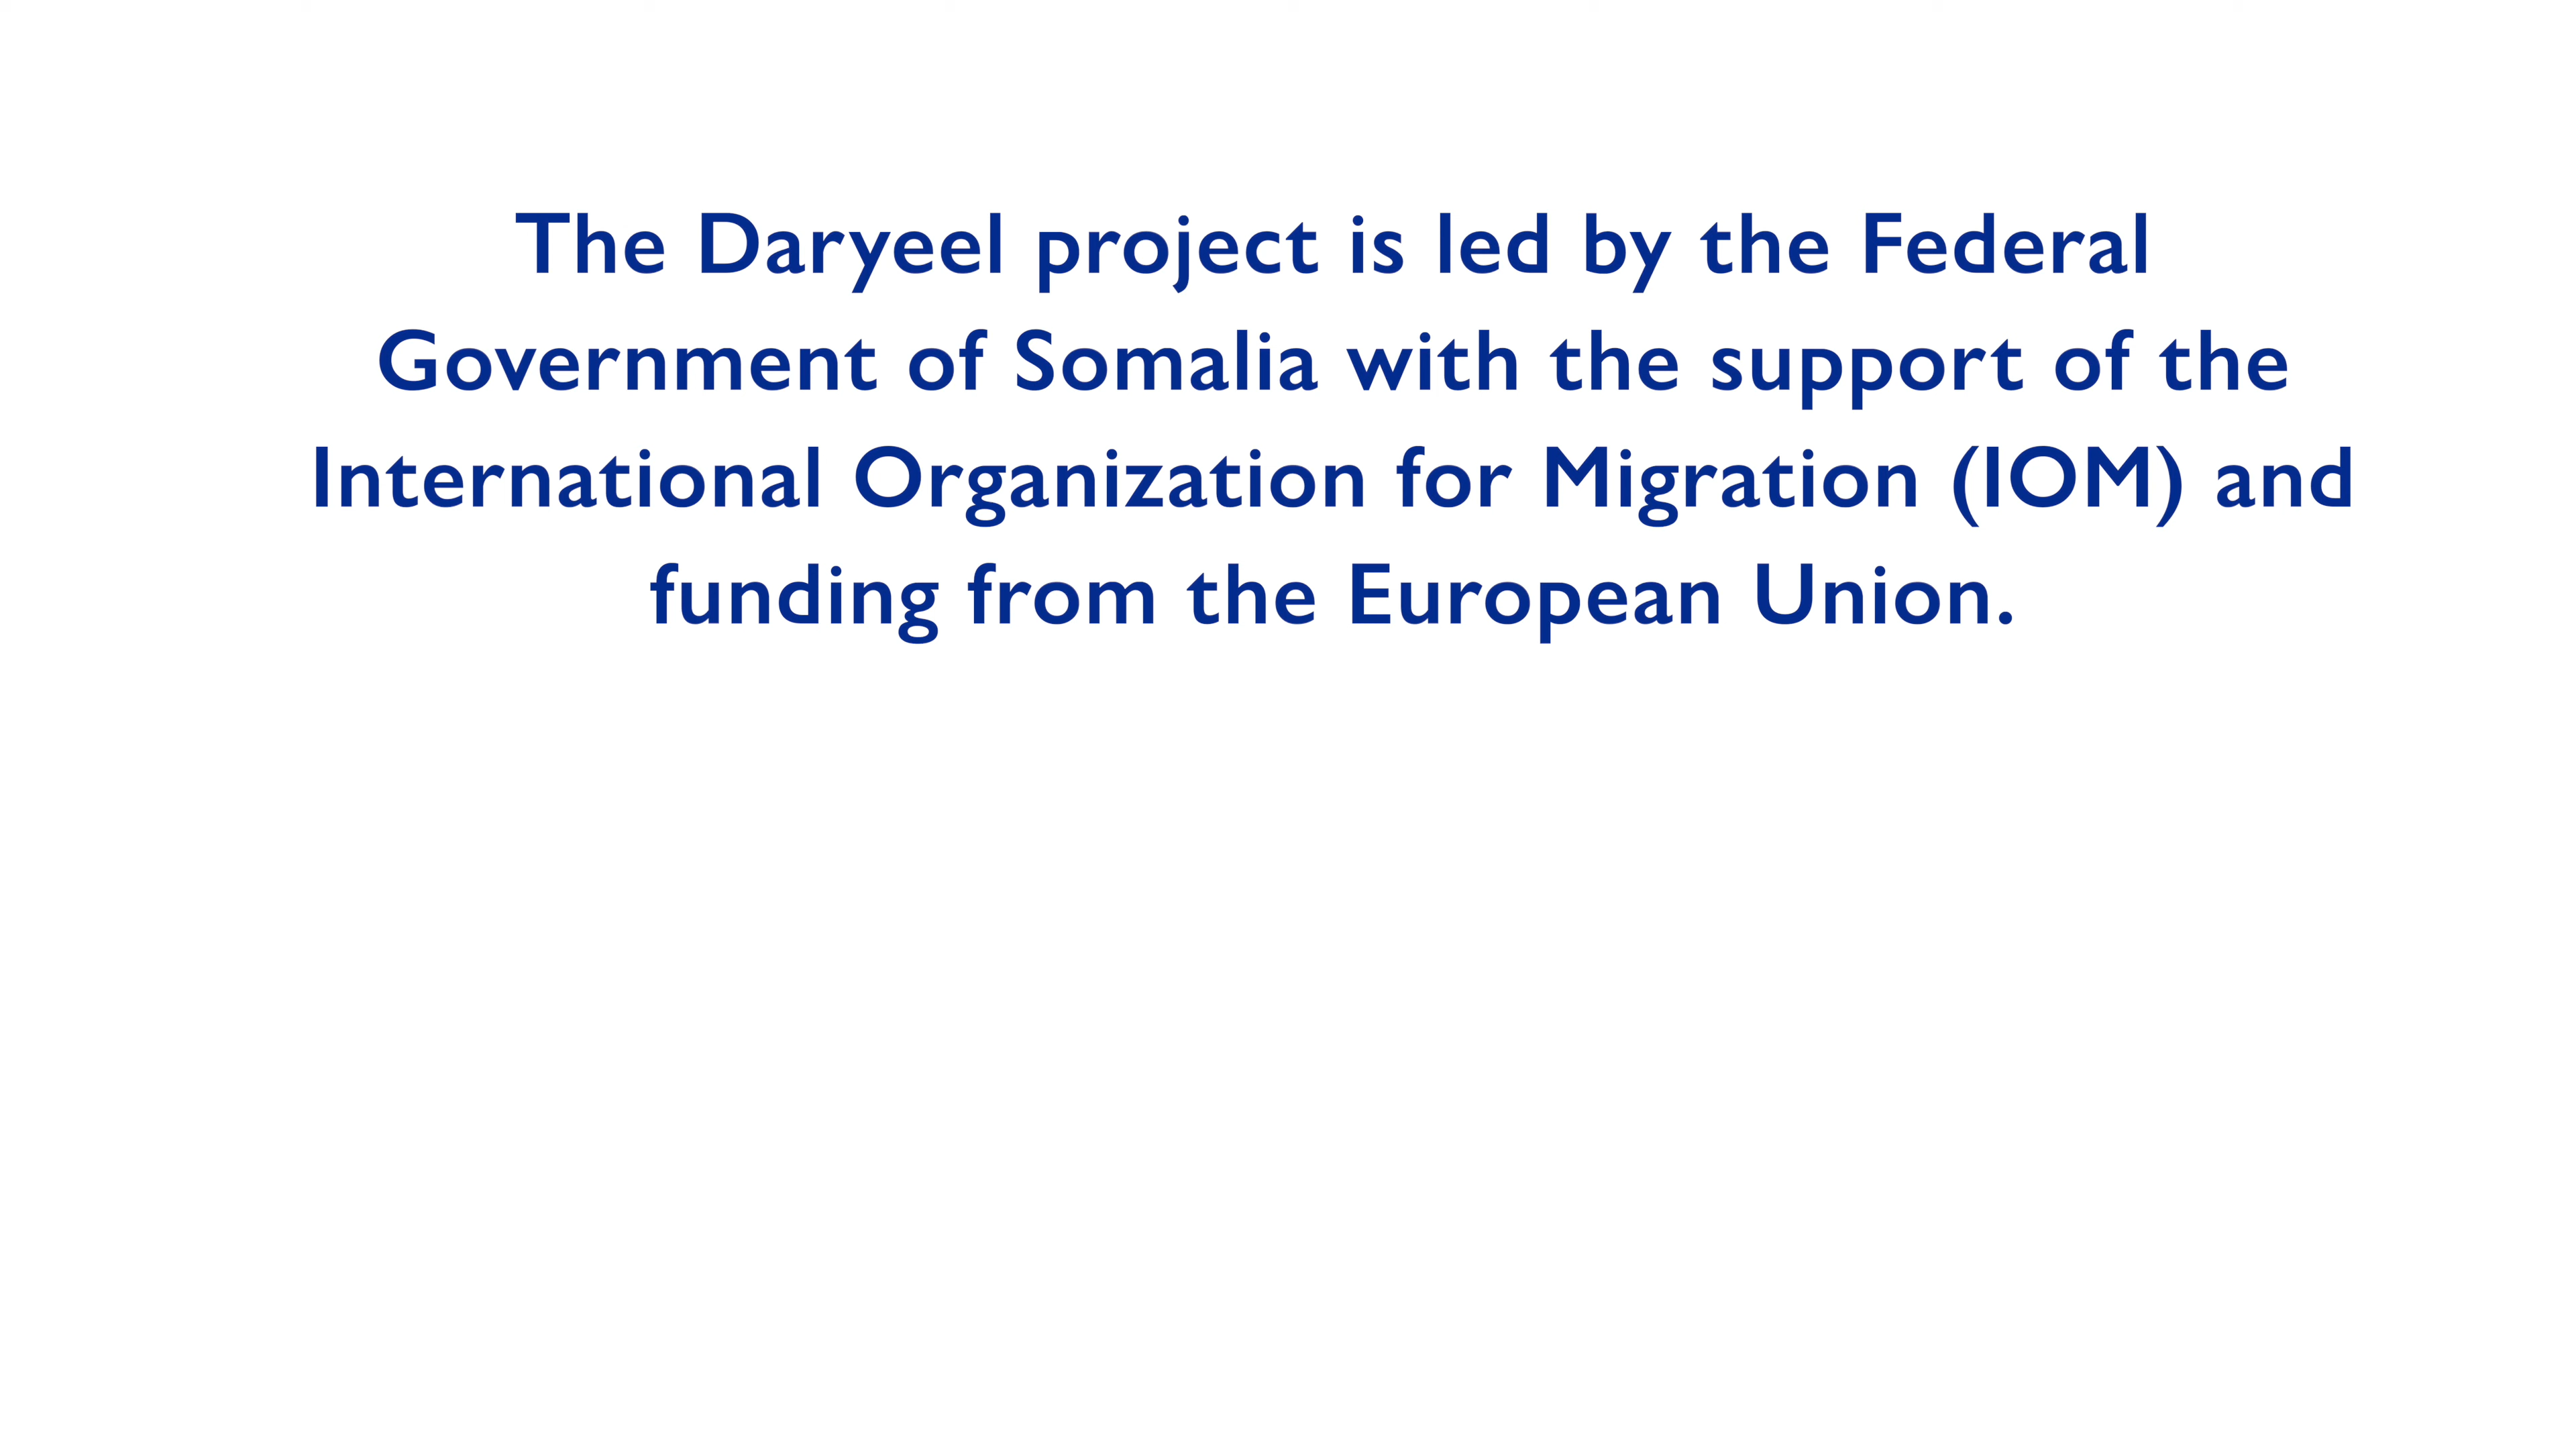 The Daryeel project is led by the Federal
Government of Somalia with the support of the
International Organization for Migration (IOM) and
funding from the European Union.